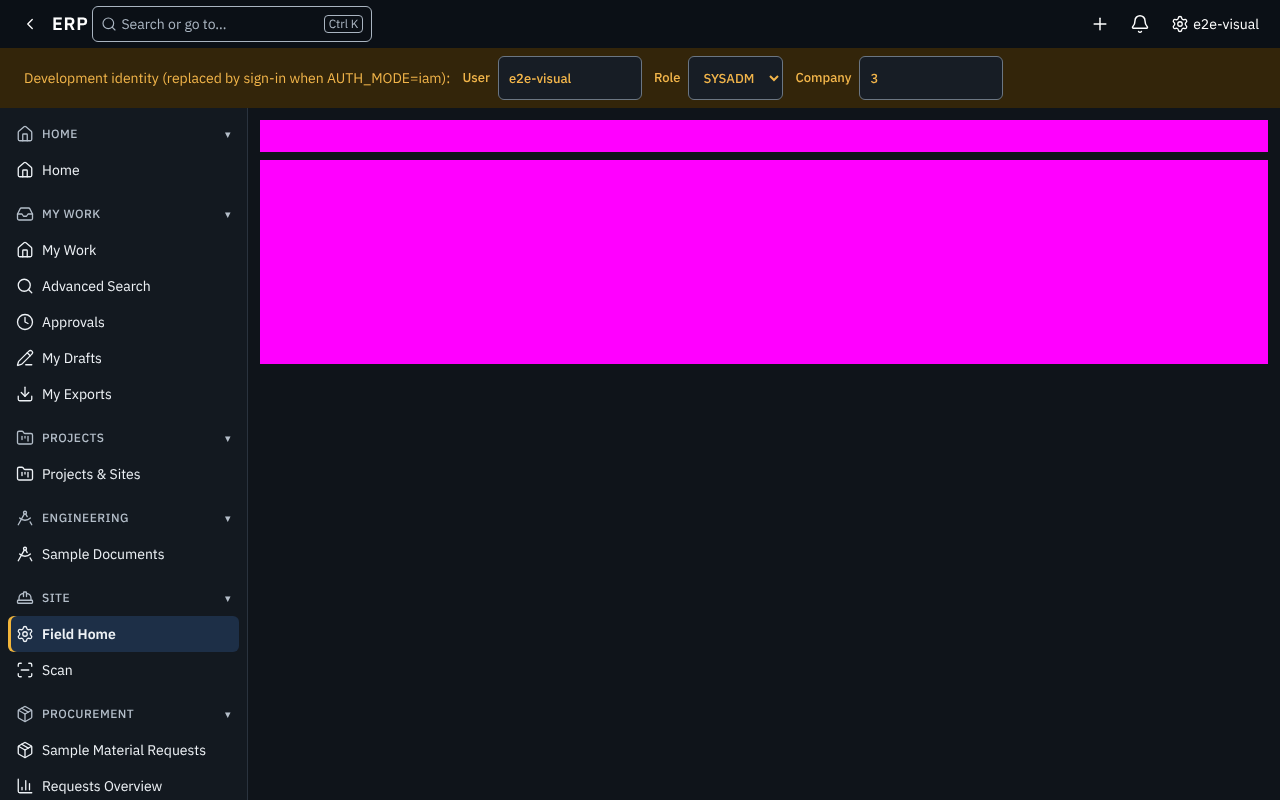 ERP
Search or go to...
Ctrl K
e2e-visual
Development identity (replaced by sign-in when AUTH_MODE=iam):
User
e2e-visual
Role
SYSADM
Company
3
HOME
Home
MY WORK
My Work
Advanced Search
Approvals
My Drafts
My Exports
PROJECTS
Projects & Sites
ENGINEERING
Sample Documents
SITE
Field Home
Scan
PROCUREMENT
Sample Material Requests
Requests Overview